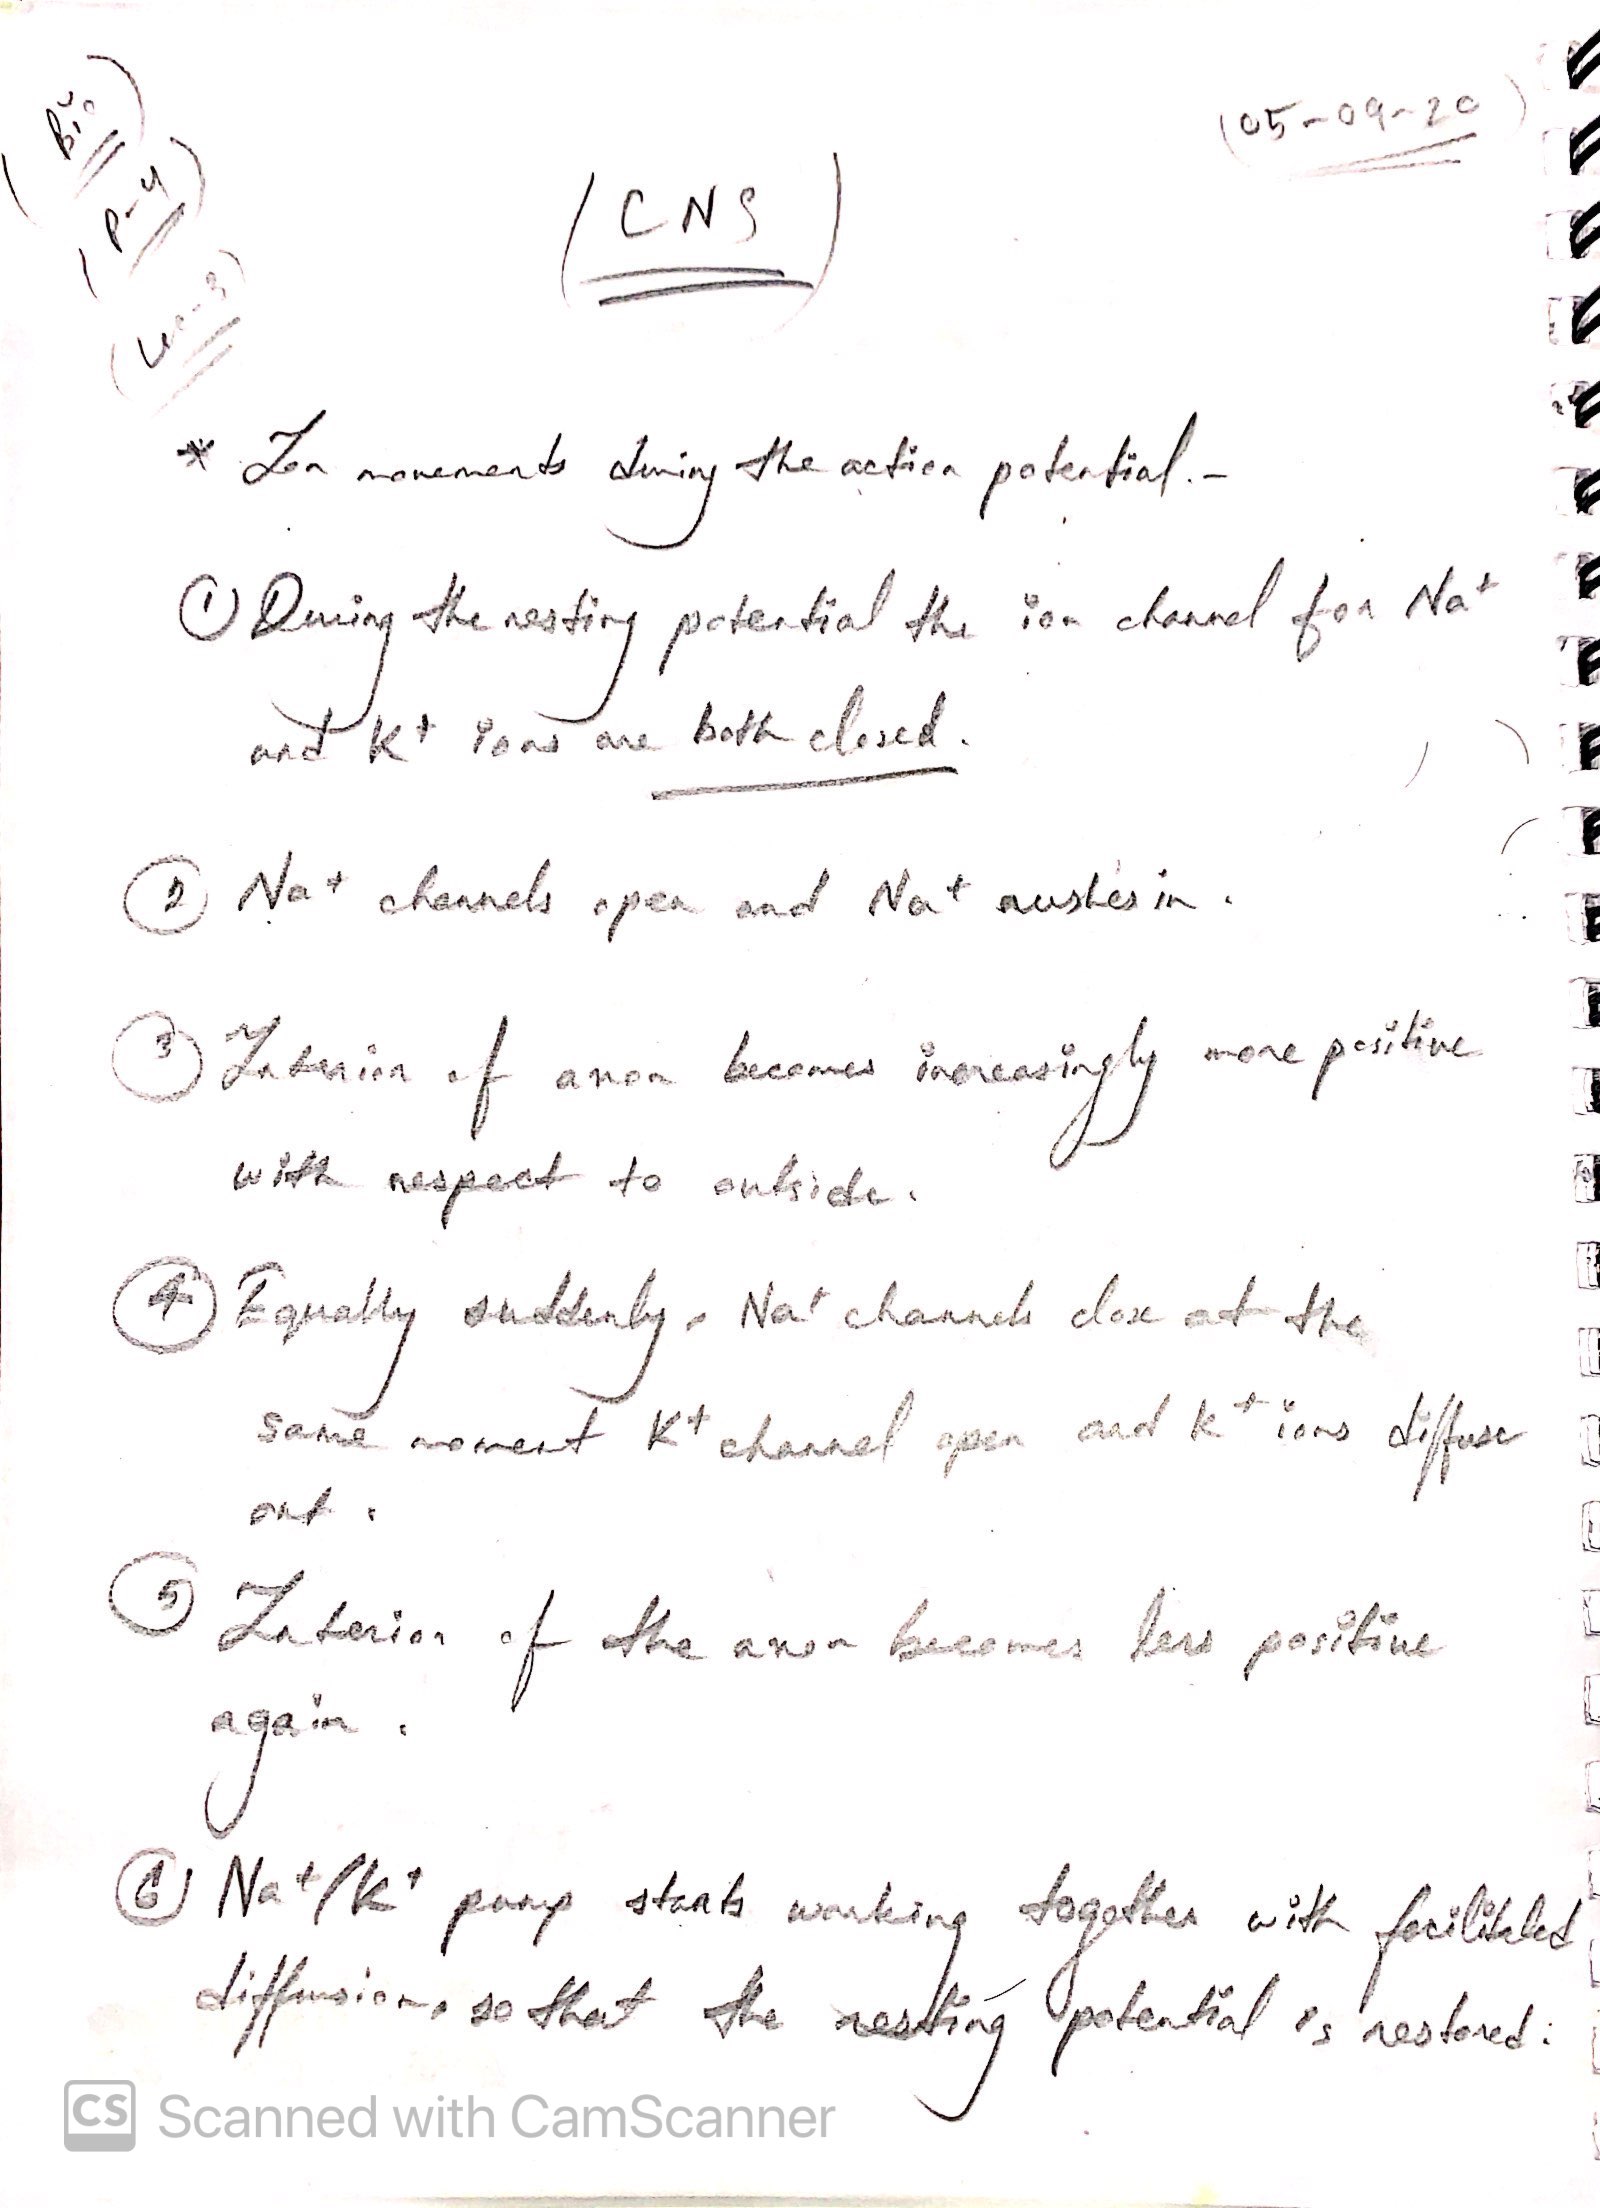 (Bio)
(P-4)
(05-09-20)
(CNS)
* Ion movements during the action potential.-
① During the resting potential the ion channel for Na+
and K+ ions are both closed.
② Na+ channels open and Na+ rushes in.
③ Interior of axon becomes increasingly more positive
with respect to outside.
④ Equally suddenly, Na+ channels close at the
same moment K+ channel open and K+ ions diffuse
out.
⑤ Interior of the axon becomes less positive
again.
⑥ Na+/K+ pump starts working together with facilitated
diffusion, so that the resting potential is restored.
CS Scanned with CamScanner